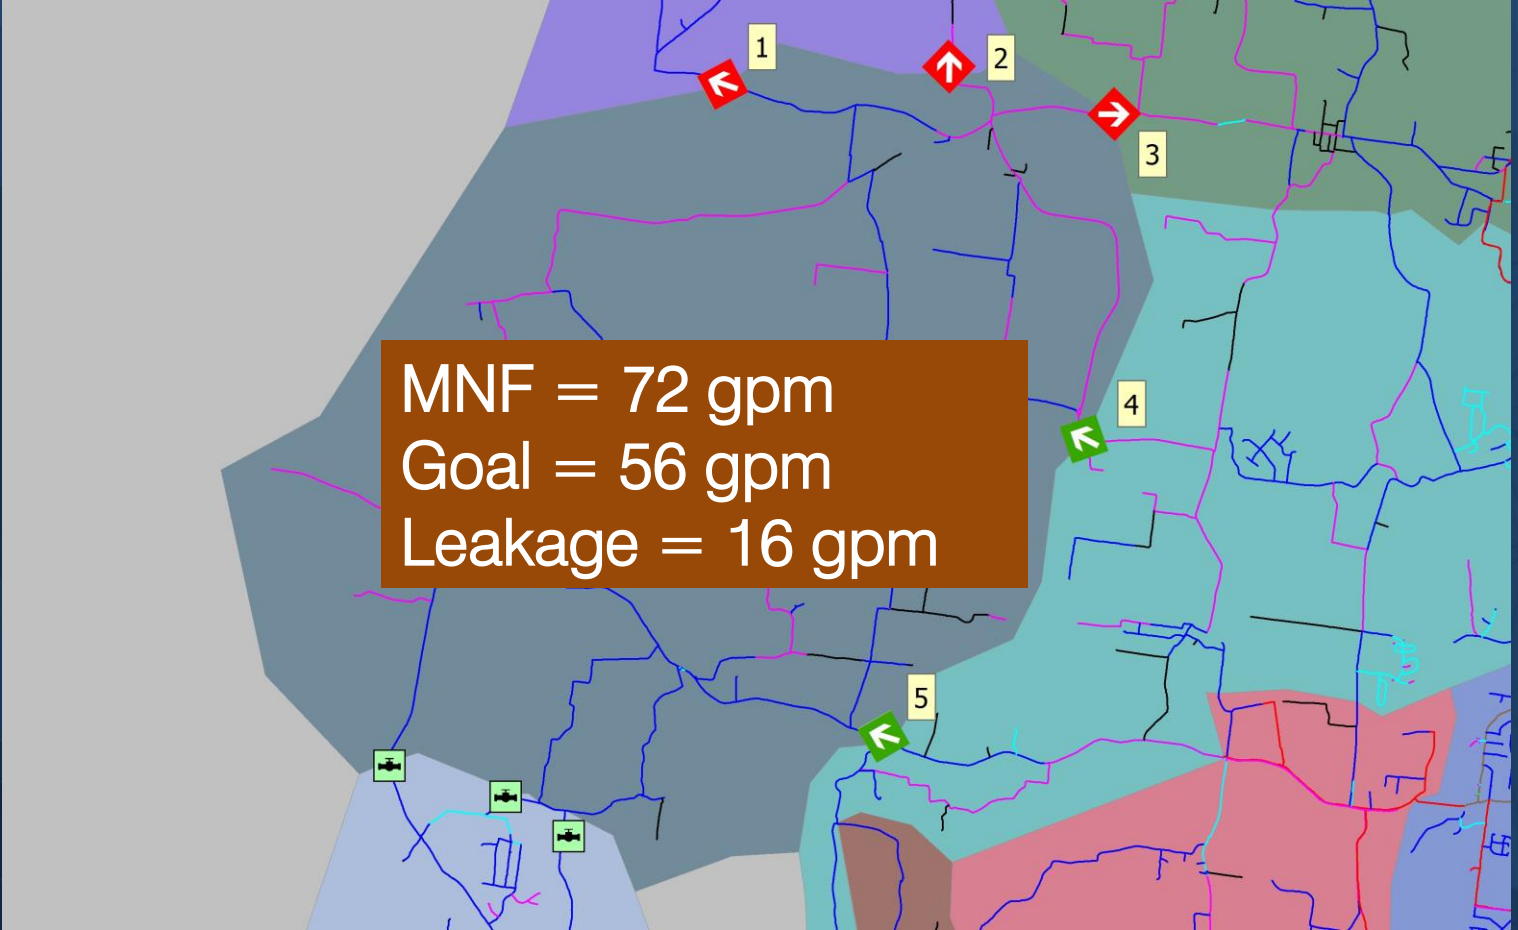 1
2
3
4
MNF = 72 gpm
Goal = 56 gpm
Leakage = 16 gpm
5